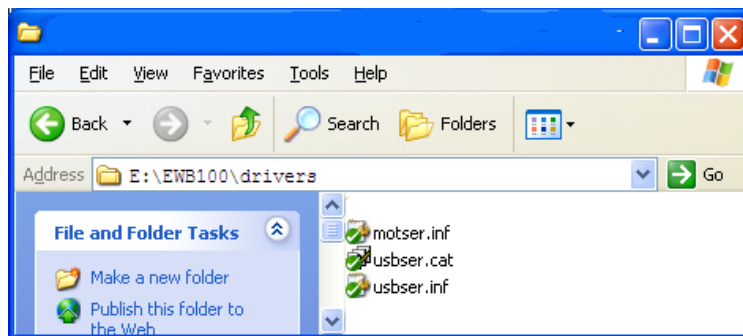 File Edit View Favorites Tools Help
Back Search Folders
Address E:\EWB100\drivers Go
File and Folder Tasks
Make a new folder
Publish this folder to
the Web
motser.inf
usbser.cat
usbser.inf